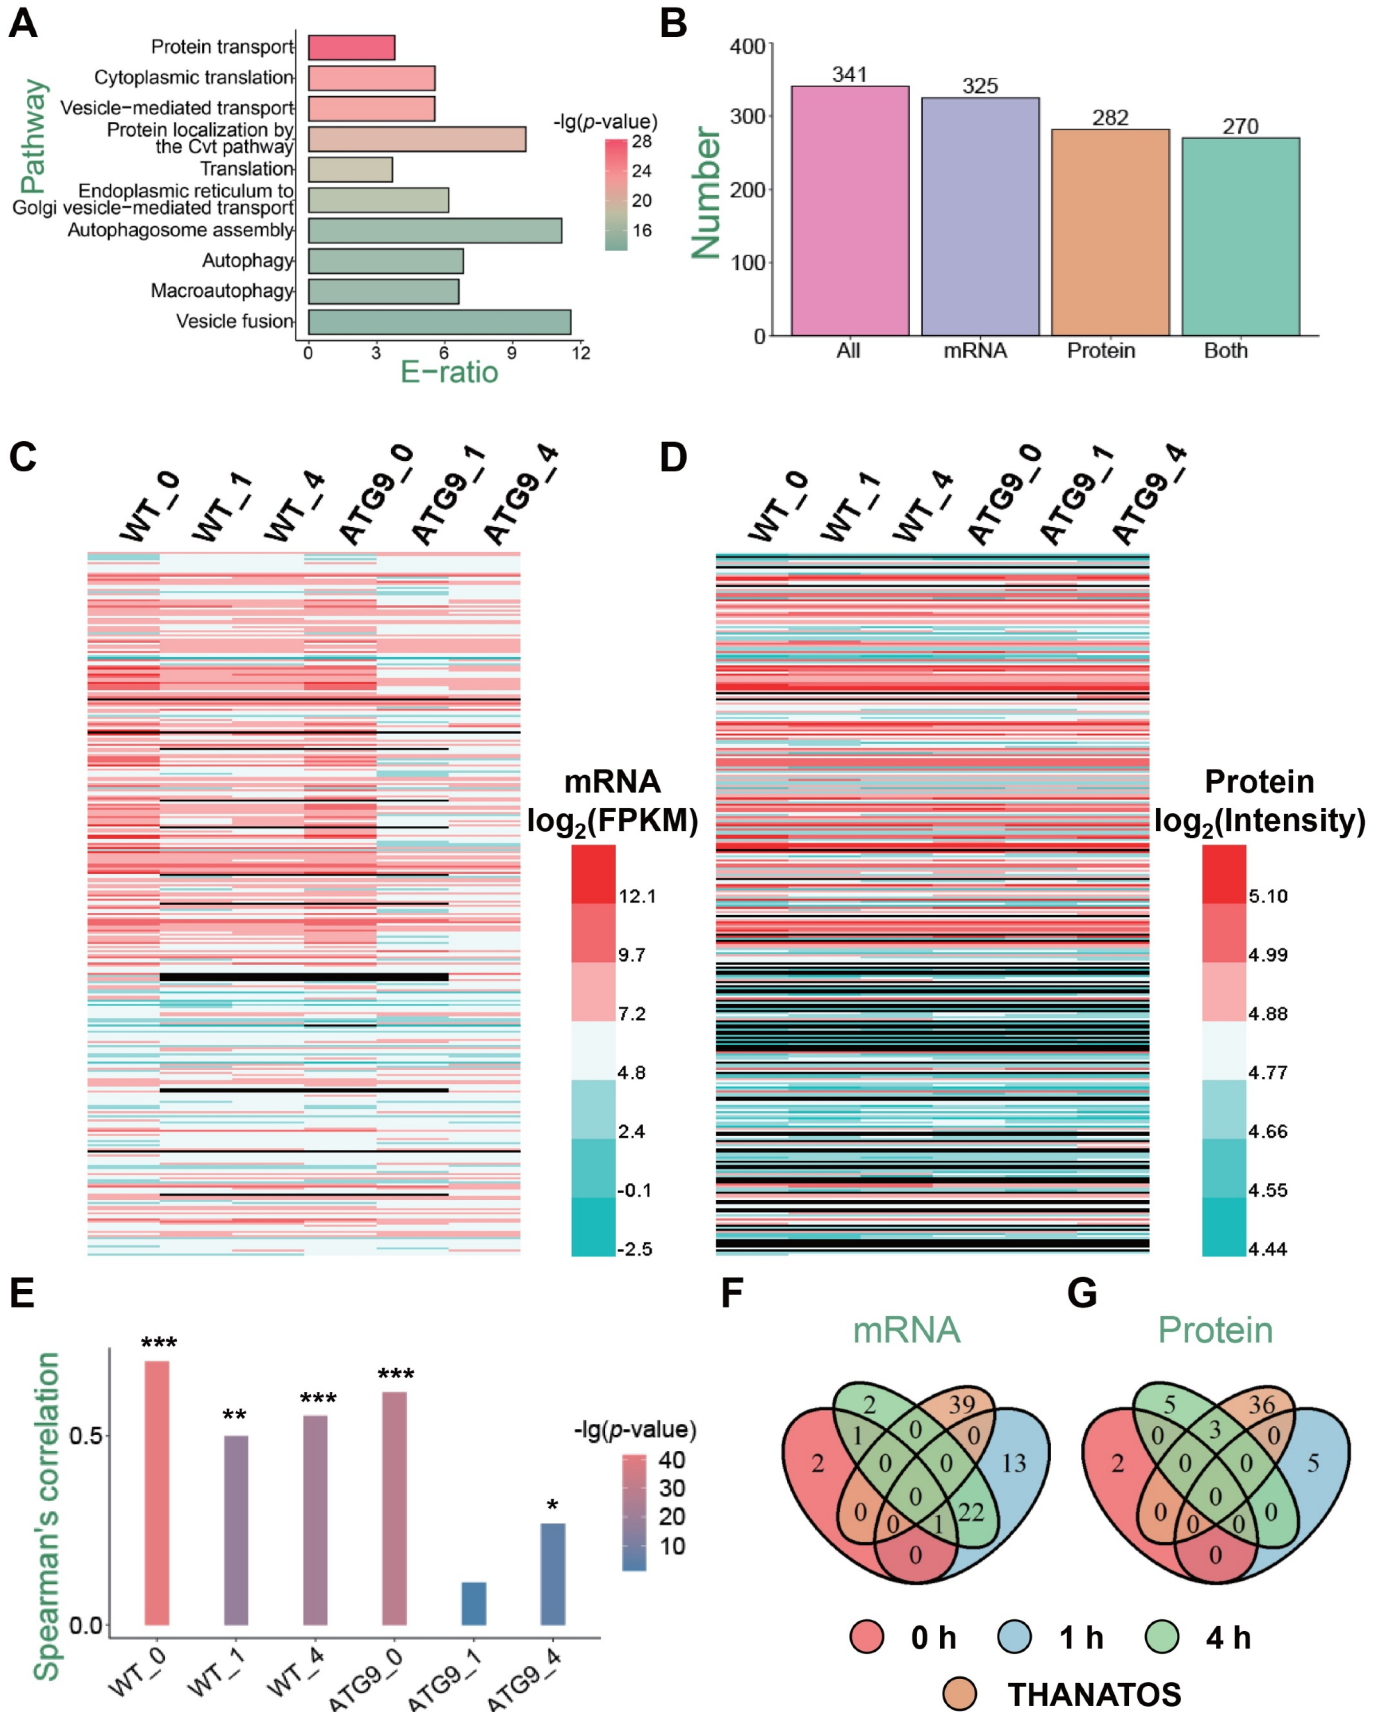 A
Pathway
Protein transport
Cytoplasmic translation
Vesicle−mediated transport
Protein localization by
the Cvt pathway
Translation
Endoplasmic reticulum to
Golgi vesicle−mediated transport
Autophagosome assembly
Autophagy
Macroautophagy
Vesicle fusion
0 3 6 9 12
E−ratio
-lg(p-value)
28
24
20
16
B
Number
400
300
200
100
0
341 325 282 270
All mRNA Protein Both
C
WT_0 WT_1 WT_4 ATG9_0 ATG9_1 ATG9_4
mRNA
log2(FPKM)
12.1
9.7
7.2
4.8
2.4
-0.1
-2.5
D
WT_0 WT_1 WT_4 ATG9_0 ATG9_1 ATG9_4
Protein
log2(Intensity)
5.10
4.99
4.88
4.77
4.66
4.55
4.44
E
Spearman's correlation
0.5
0.0
*** ** *** *** *
WT_0 WT_1 WT_4 ATG9_0 ATG9_1 ATG9_4
-lg(p-value)
40
30
20
10
F
mRNA
2 39
1 0 0
2 0 0 13
0
0 0 1 22
0
G
Protein
5 36
0 3 0
2 0 0 5
0
0 0 0 0
0
0 h 1 h 4 h
THANATOS